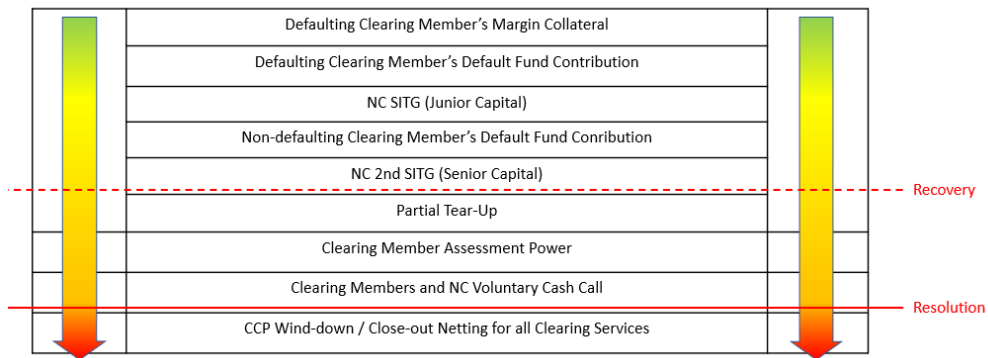 Defaulting Clearing Member's Margin Collateral
Defaulting Clearing Member's Default Fund Contribution
NC SITG (Junior Capital)
Non-defaulting Clearing Member's Default Fund Conribution
NC 2nd SITG (Senior Capital)
Recovery
Partial Tear-Up
Clearing Member Assessment Power
Clearing Members and NC Voluntary Cash Call
Resolution
CCP Wind-down / Close-out Netting for all Clearing Services